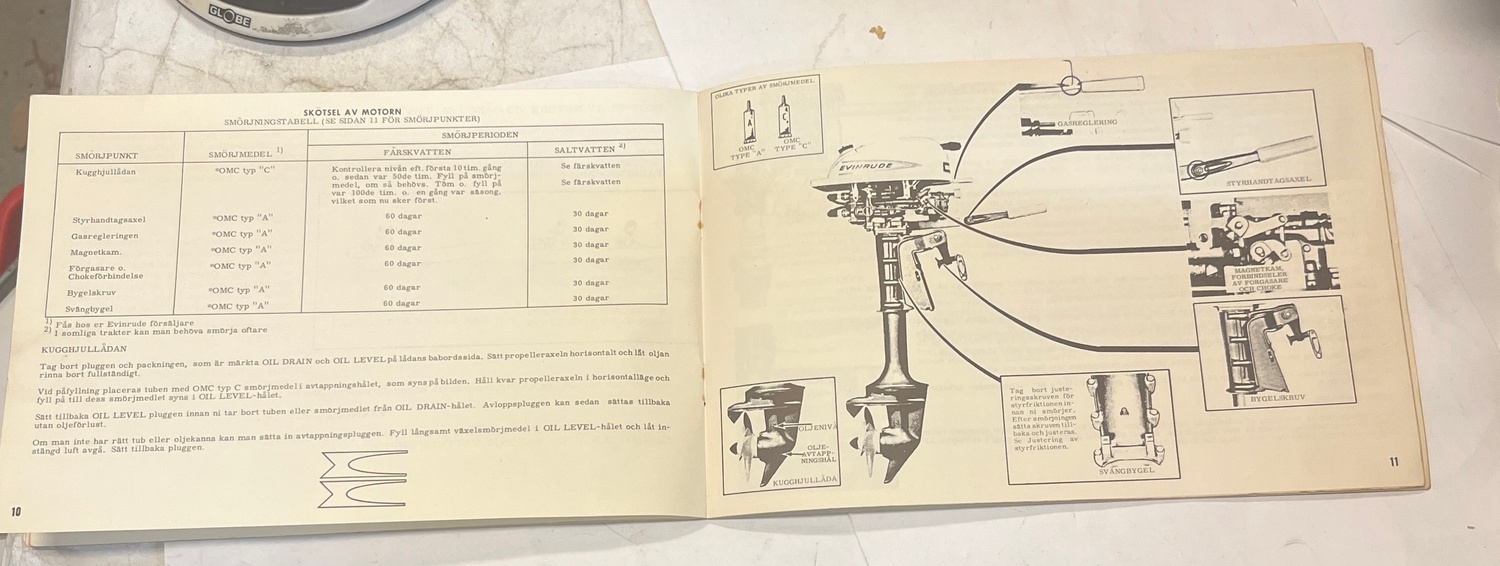 GLOBE
SKÖTSEL AV MOTORN
SMÖRJNINGSTABELL (SE SIDAN 11 FÖR SMÖRJPUNKTER)
SMÖRJPERIODEN
SMÖRJPUNKT SMÖRJMEDEL 1) FÄRSKVATTEN SALTVATTEN 2)
Kugghjullådan *OMC typ "C" Kontrollera nivån eft. första 10 tim. gång Se färskvatten
o. sedan var 50de tim. Fyll på smörj-
medel, om så behövs. Töm o. fyll på Se färskvatten
var 100de tim. o. en gång var säsong,
vilket som nu sker först.
Styrhandtagsaxel *OMC typ "A" 60 dagar 30 dagar
Gasregleringen *OMC typ "A" 60 dagar 30 dagar
Magnetkam. *OMC typ "A" 60 dagar 30 dagar
Förgasare o. *OMC typ "A" 60 dagar 30 dagar
Chokeförbindelse
Bygelskruv *OMC typ "A" 60 dagar 30 dagar
Svängbygel *OMC typ "A" 60 dagar 30 dagar
1) Fås hos er Evinrude försäljare
2) I somliga trakter kan man behöva smörja oftare
KUGGHJULLÅDAN
Tag bort pluggen och packningen, som är märkta OIL DRAIN och OIL LEVEL på lådans babordssida. Sätt propelleraxeln horisontalt och låt oljan
rinna bort fullständigt.
Vid påfyllning placeras tuben med OMC typ C smörjmedel i avtappningshålet, som syns på bilden. Håll kvar propelleraxeln i horisontalläge och
fyll på till dess smörjmedlet syns i OIL LEVEL-hålet.
Sätt tillbaka OIL LEVEL pluggen innan ni tar bort tuben eller smörjmedlet från OIL DRAIN-hålet. Avloppspluggen kan sedan sättas tillbaka
utan oljeförlust.
Om man inte har rätt tub eller oljekanna kan man sätta in avtappningspluggen. Fyll långsamt växelsmörjmedel i OIL LEVEL-hålet och låt in-
stängd luft avgå. Sätt tillbaka pluggen.
10
OLIKA TYPER AV SMÖRJMEDEL
A C
OMC TYPE "A"
OMC TYPE "C"
GASREGLERING
EVINRUDE
STYRHANDTAGSAXEL
MAGNETKAM,
FÖRBINDSELER
AV FÖRGASARE
OCH CHOKE
BYGELSKRUV
OLJENIVÅ
OLJE-
AVTAPP-
NINGSHÅL
KUGGHJULLÅDA
Tag bort juste-
ringsskruven för
styrfriktionen in-
nan ni smörjer.
Efter smörjningen
sätta skruven till-
baka och justeras.
Se Justering av
styrfriktionen.
A
SVÄNGBYGEL
11